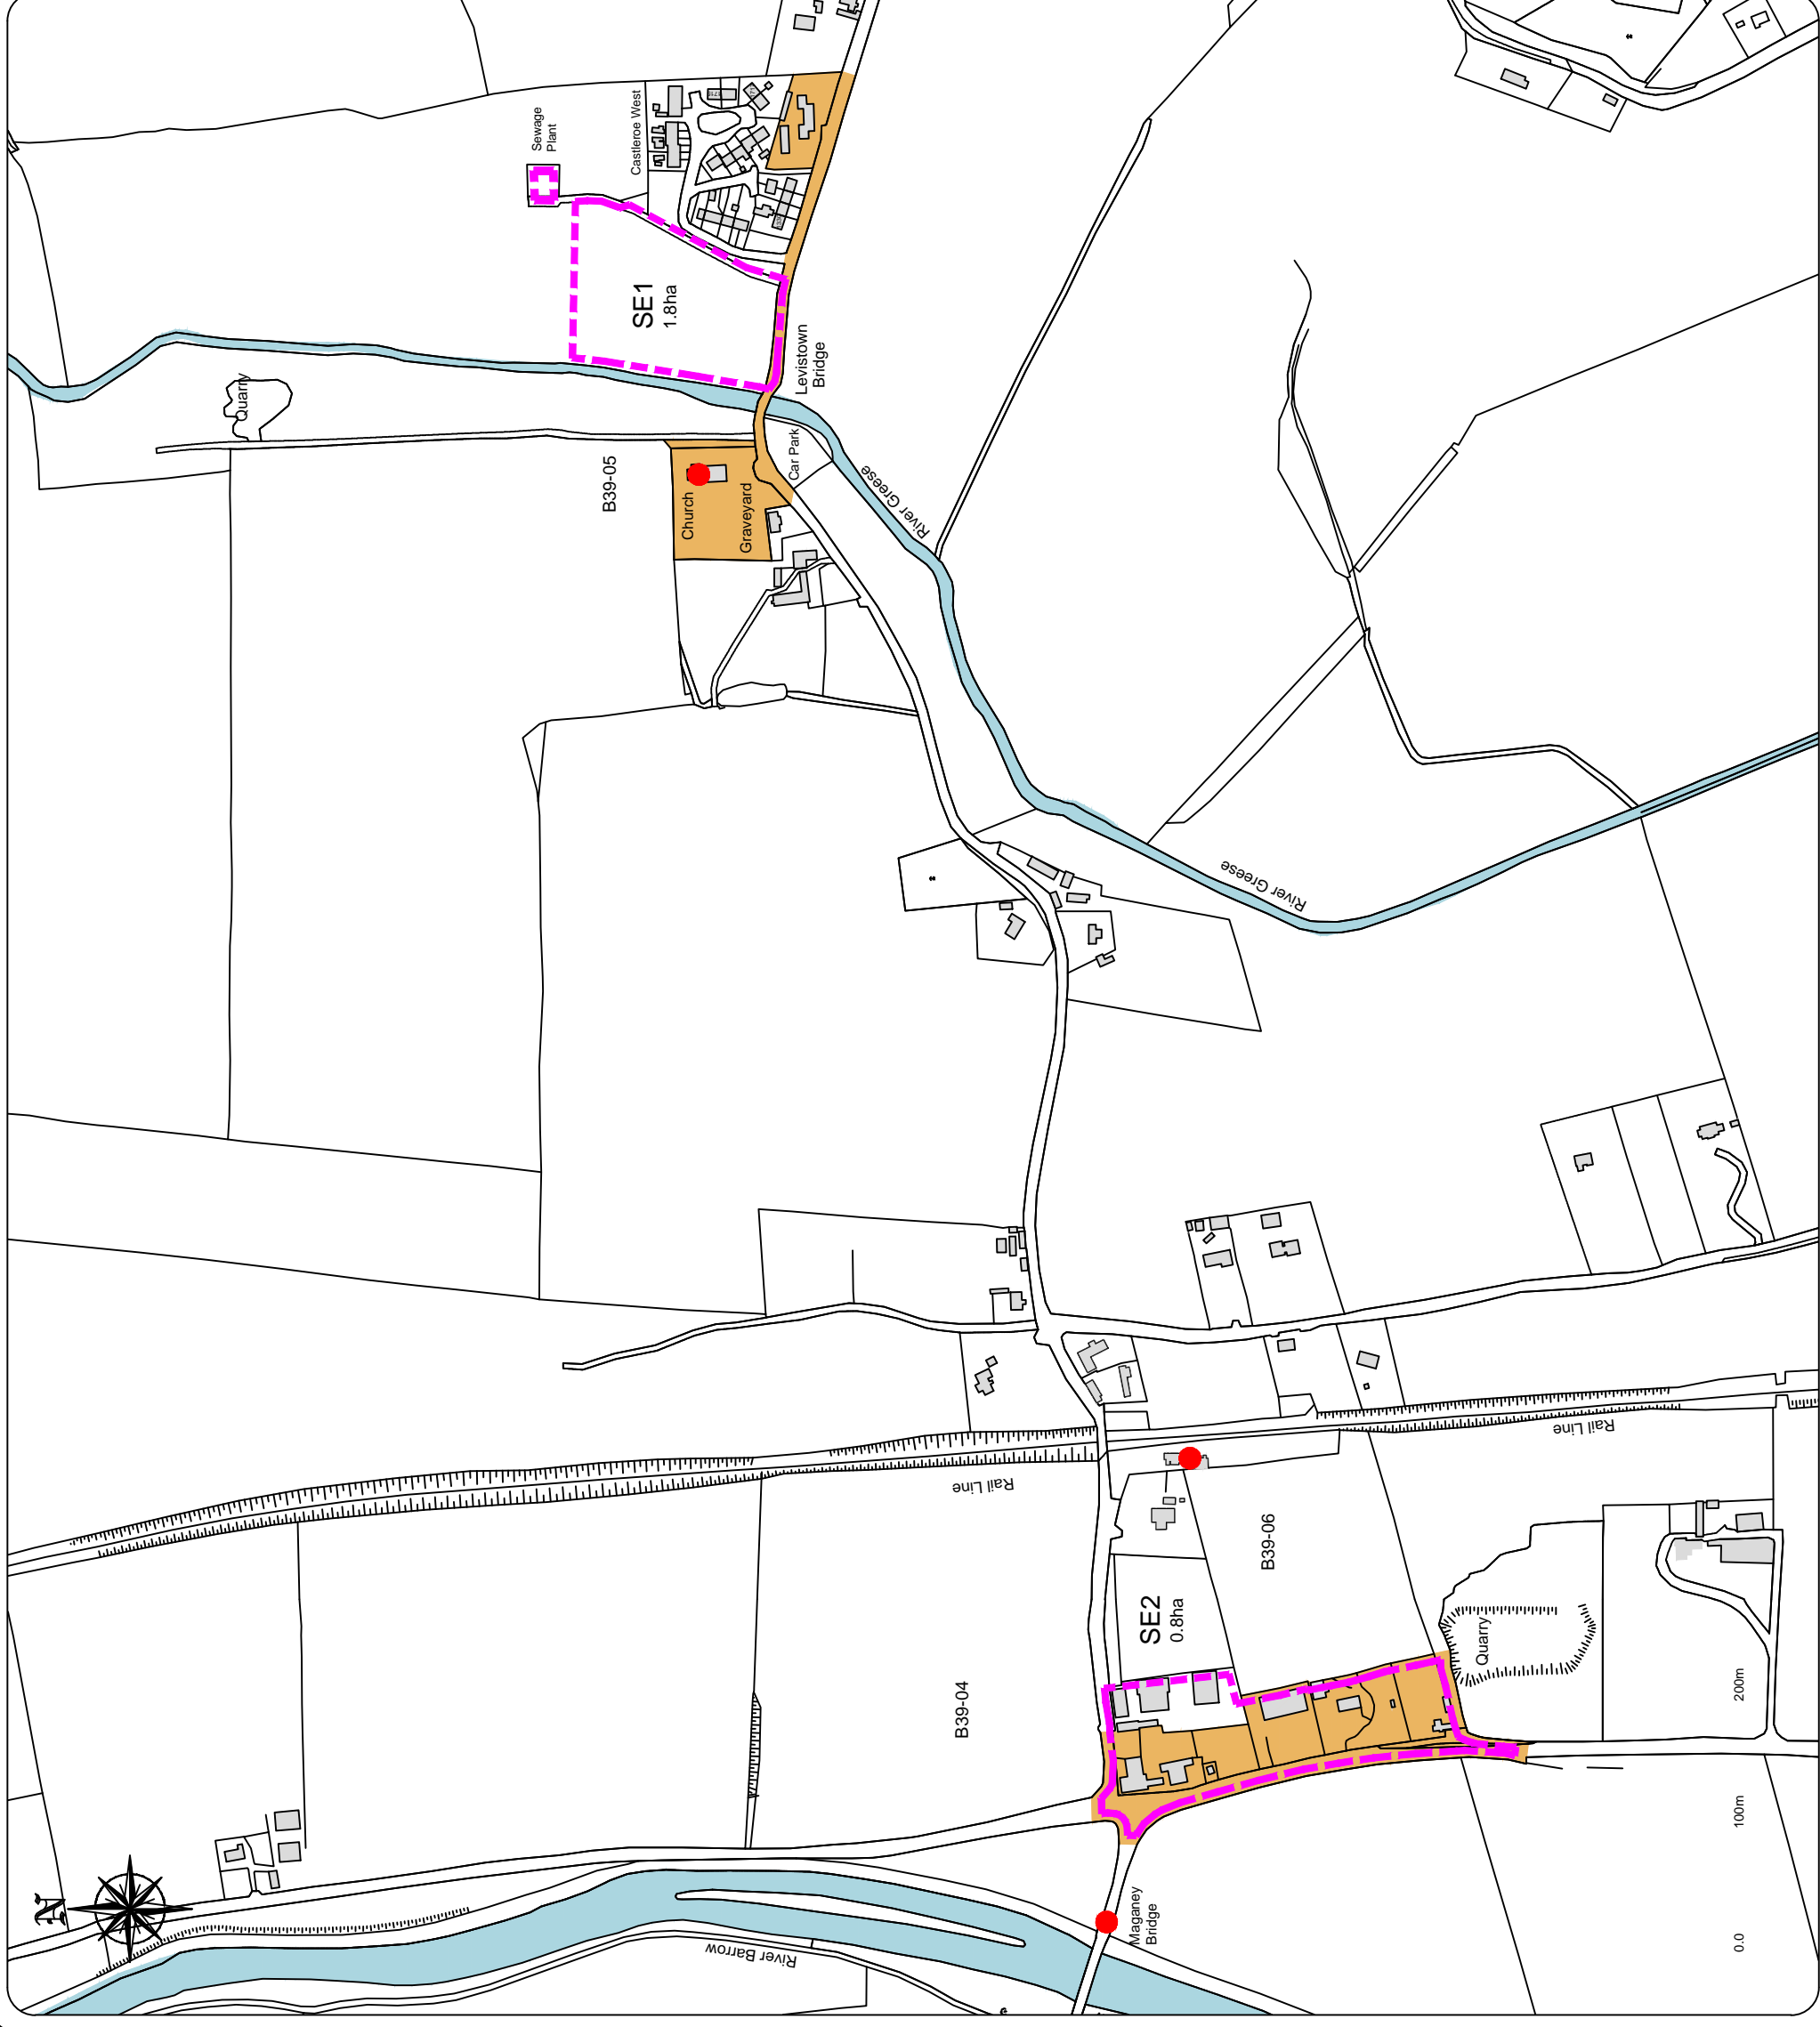 Sewage
Plant
Castleroe West
SE1
1.8ha
Levistown
Bridge
Quarry
B39-05
Church
Graveyard
Car Park
River Greese
River Greese
Rail Line
Rail Line
B39-06
SE2
0.8ha
Quarry
B39-04
Maganey
Bridge
River Barrow
N
0.0
100m
200m